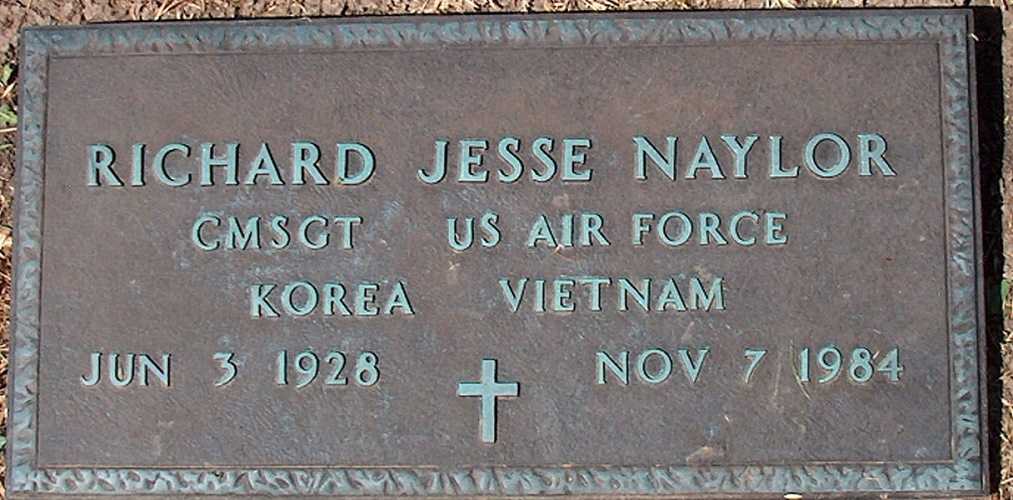 RICHARD JESSE NAYLOR
CMSGT US AIR FORCE
KOREA VIETNAM
JUN 3 1928 NOV 7 1984